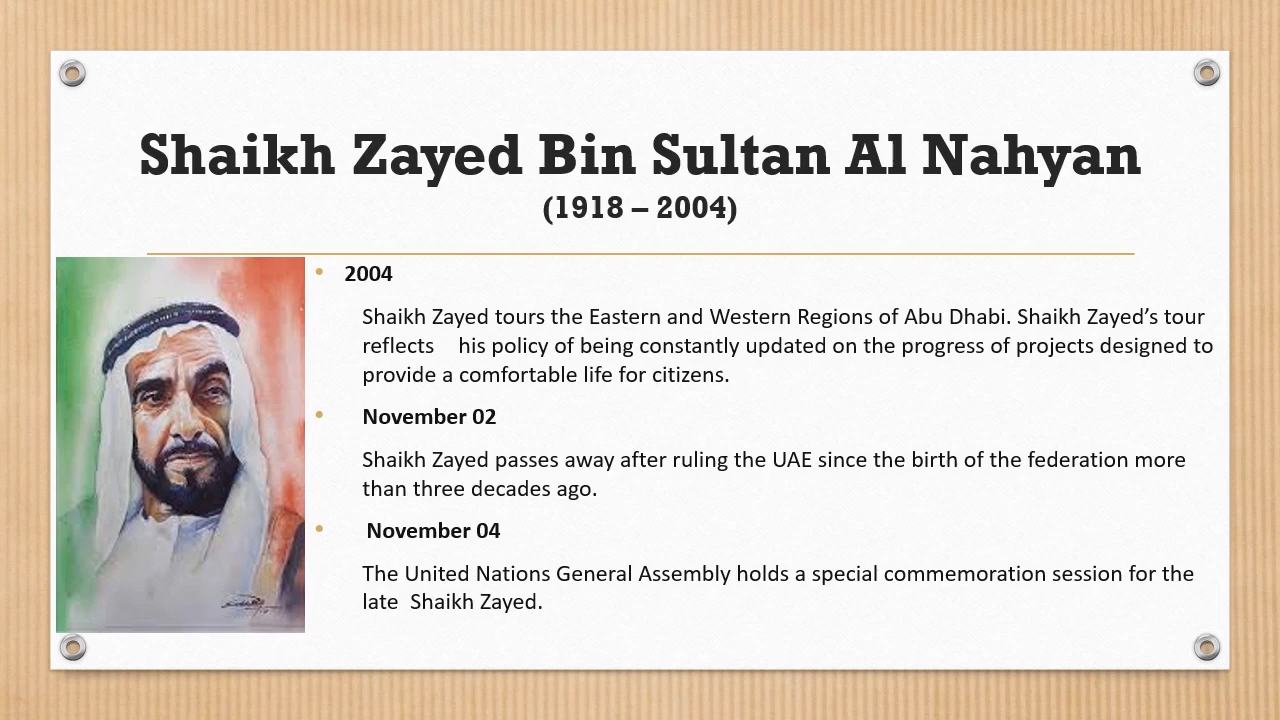 Shaikh Zayed Bin Sultan Al Nahyan
(1918 – 2004)
• 2004
Shaikh Zayed tours the Eastern and Western Regions of Abu Dhabi. Shaikh Zayed’s tour
reflects his policy of being constantly updated on the progress of projects designed to
provide a comfortable life for citizens.
• November 02
Shaikh Zayed passes away after ruling the UAE since the birth of the federation more
than three decades ago.
• November 04
The United Nations General Assembly holds a special commemoration session for the
late Shaikh Zayed.